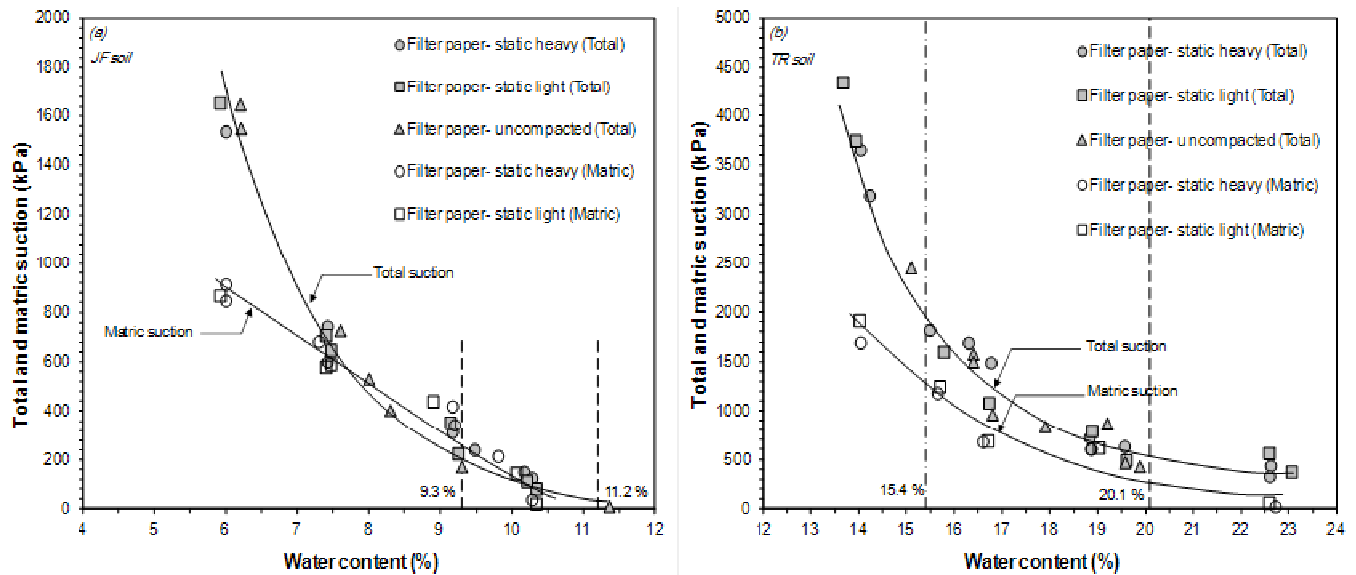 (a)
JF soil
Total and matric suction (kPa)
2000
1800
1600
1400
1200
1000
800
600
400
200
0
Filter paper- static heavy (Total)
Filter paper- static light (Total)
Filter paper- uncompacted (Total)
Filter paper- static heavy (Matric)
Filter paper- static light (Matric)
Total suction
Matric suction
9.3 %
11.2 %
4 5 6 7 8 9 10 11 12
Water content (%)
(b)
TR soil
Total and matric suction (kPa)
5000
4500
4000
3500
3000
2500
2000
1500
1000
500
0
Filter paper- static heavy (Total)
Filter paper- static light (Total)
Filter paper- uncompacted (Total)
Filter paper- static heavy (Matric)
Filter paper- static light (Matric)
Total suction
Matric suction
15.4 %
20.1 %
12 13 14 15 16 17 18 19 20 21 22 23 24
Water content (%)